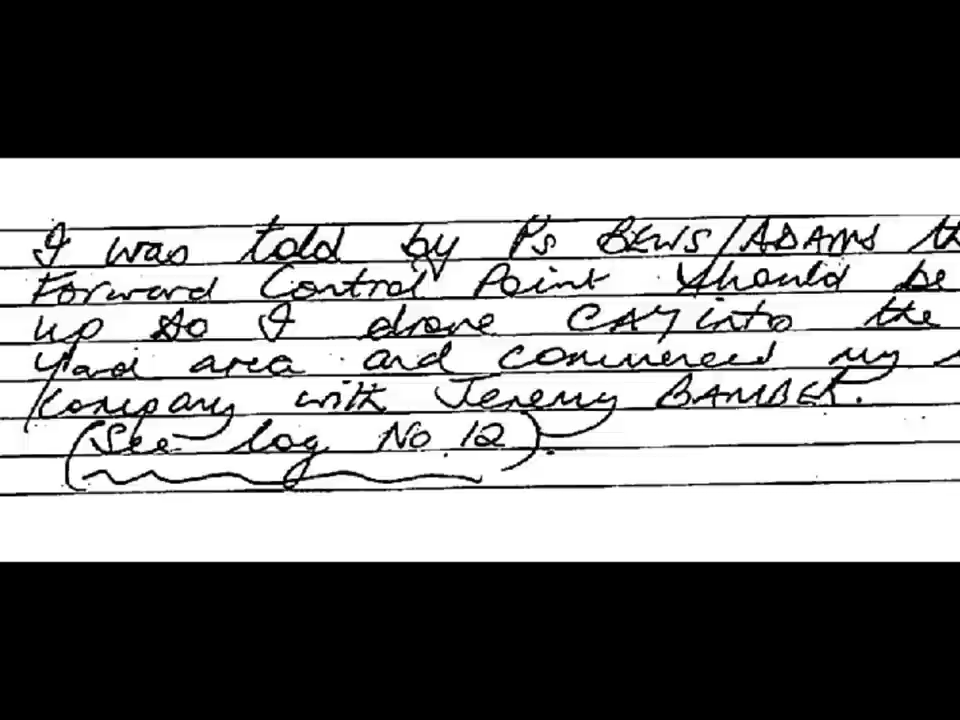 I was told by Ps BEWS/ADAMS th
Forward Control Point should be
up so I drove CA7 into the
Yard area and commenced my
company with Jeremy BAMBER.
(See log No. 12).